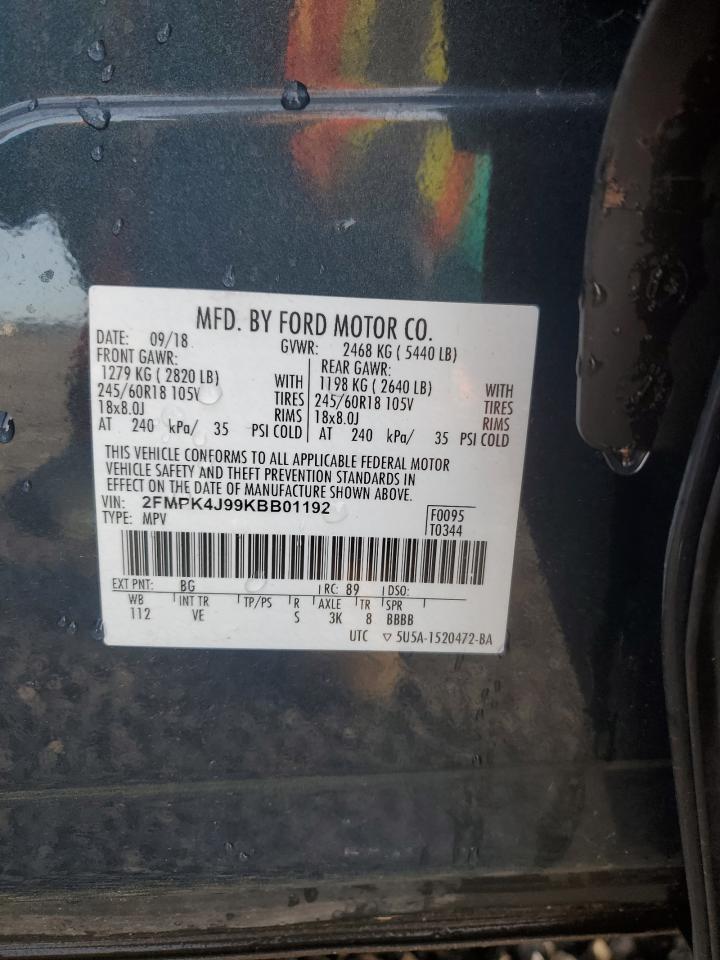 MFD. BY FORD MOTOR CO.
DATE: 09/18 GVWR: 2468 KG ( 5440 LB)
FRONT GAWR: REAR GAWR:
1279 KG ( 2820 LB) WITH 1198 KG ( 2640 LB) WITH
245/60R18 105V TIRES 245/60R18 105V TIRES
18x8.0J RIMS 18x8.0J RIMS
AT 240 kPa/ 35 PSI COLD AT 240 kPa/ 35 PSI COLD
THIS VEHICLE CONFORMS TO ALL APPLICABLE FEDERAL MOTOR
VEHICLE SAFETY AND THEFT PREVENTION STANDARDS IN
EFFECT ON THE DATE OF MANUFACTURE SHOWN ABOVE.
VIN: 2FMPK4J99KBB01192 F0095
TYPE: MPV T0344
EXT PNT: BG RC: 89 DSO:
WB INT TR TP/PS R AXLE TR SPR
112 VE S 3K 8 BBBB
UTC ▽ 5U5A-1520472-BA